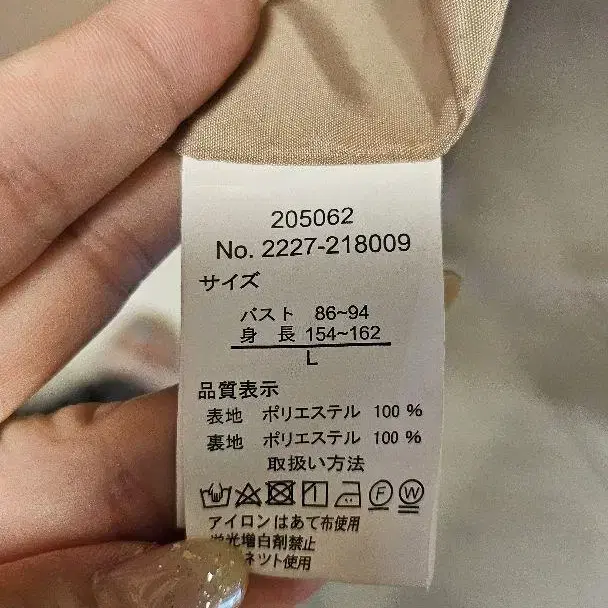 205062
No. 2227-218009
サイズ
バスト 86~94
身 長 154~162
L
品質表示
表地 ポリエステル 100 %
裏地 ポリエステル 100 %
取扱い方法
F W
アイロンはあて布使用
光増白剤禁止
ネット使用